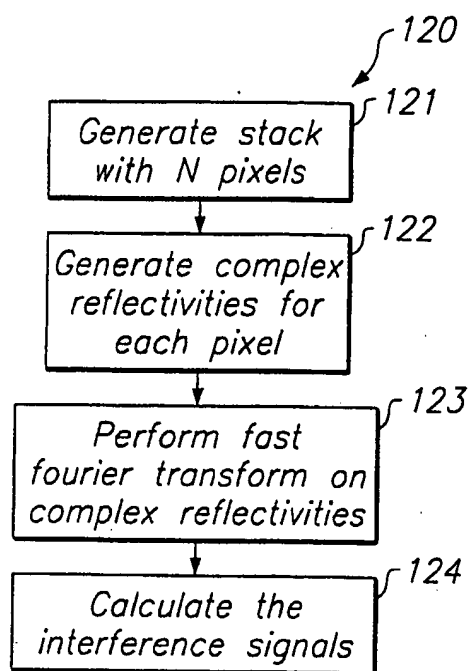 120
121
Generate stack
with N pixels
122
Generate complex
reflectivities for
each pixel
123
Perform fast
fourier transform on
complex reflectivities
124
Calculate the
interference signals